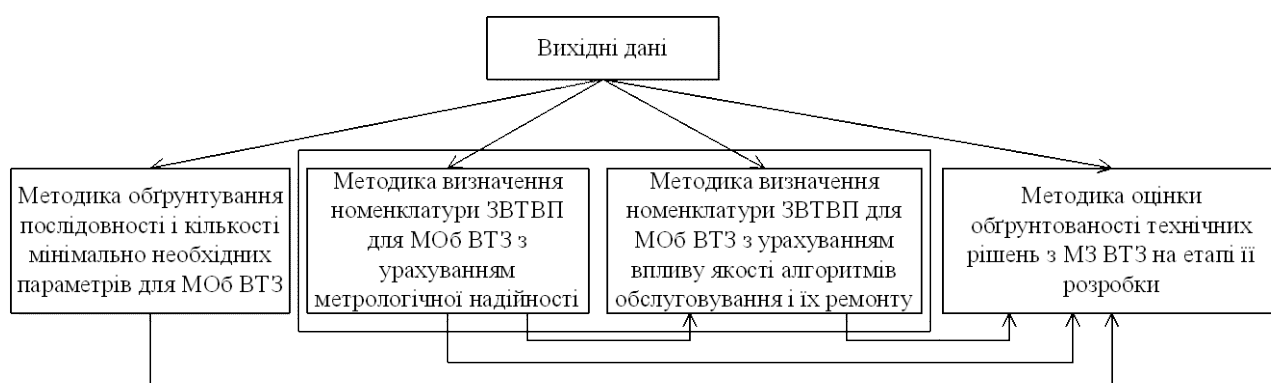 Вихідні дані
Методика обґрунтування
послідовності і кількості
мінімально необхідних
параметрів для МОб ВТЗ
Методика визначення
номенклатури ЗВТВП
для МОб ВТЗ з
урахуванням
метрологічної надійності
Методика визначення
номенклатури ЗВТВП для
МОб ВТЗ з урахуванням
впливу якості алгоритмів
обслуговування і їх ремонту
Методика оцінки
обґрунтованості технічних
рішень з МЗ ВТЗ на етапі її
розробки